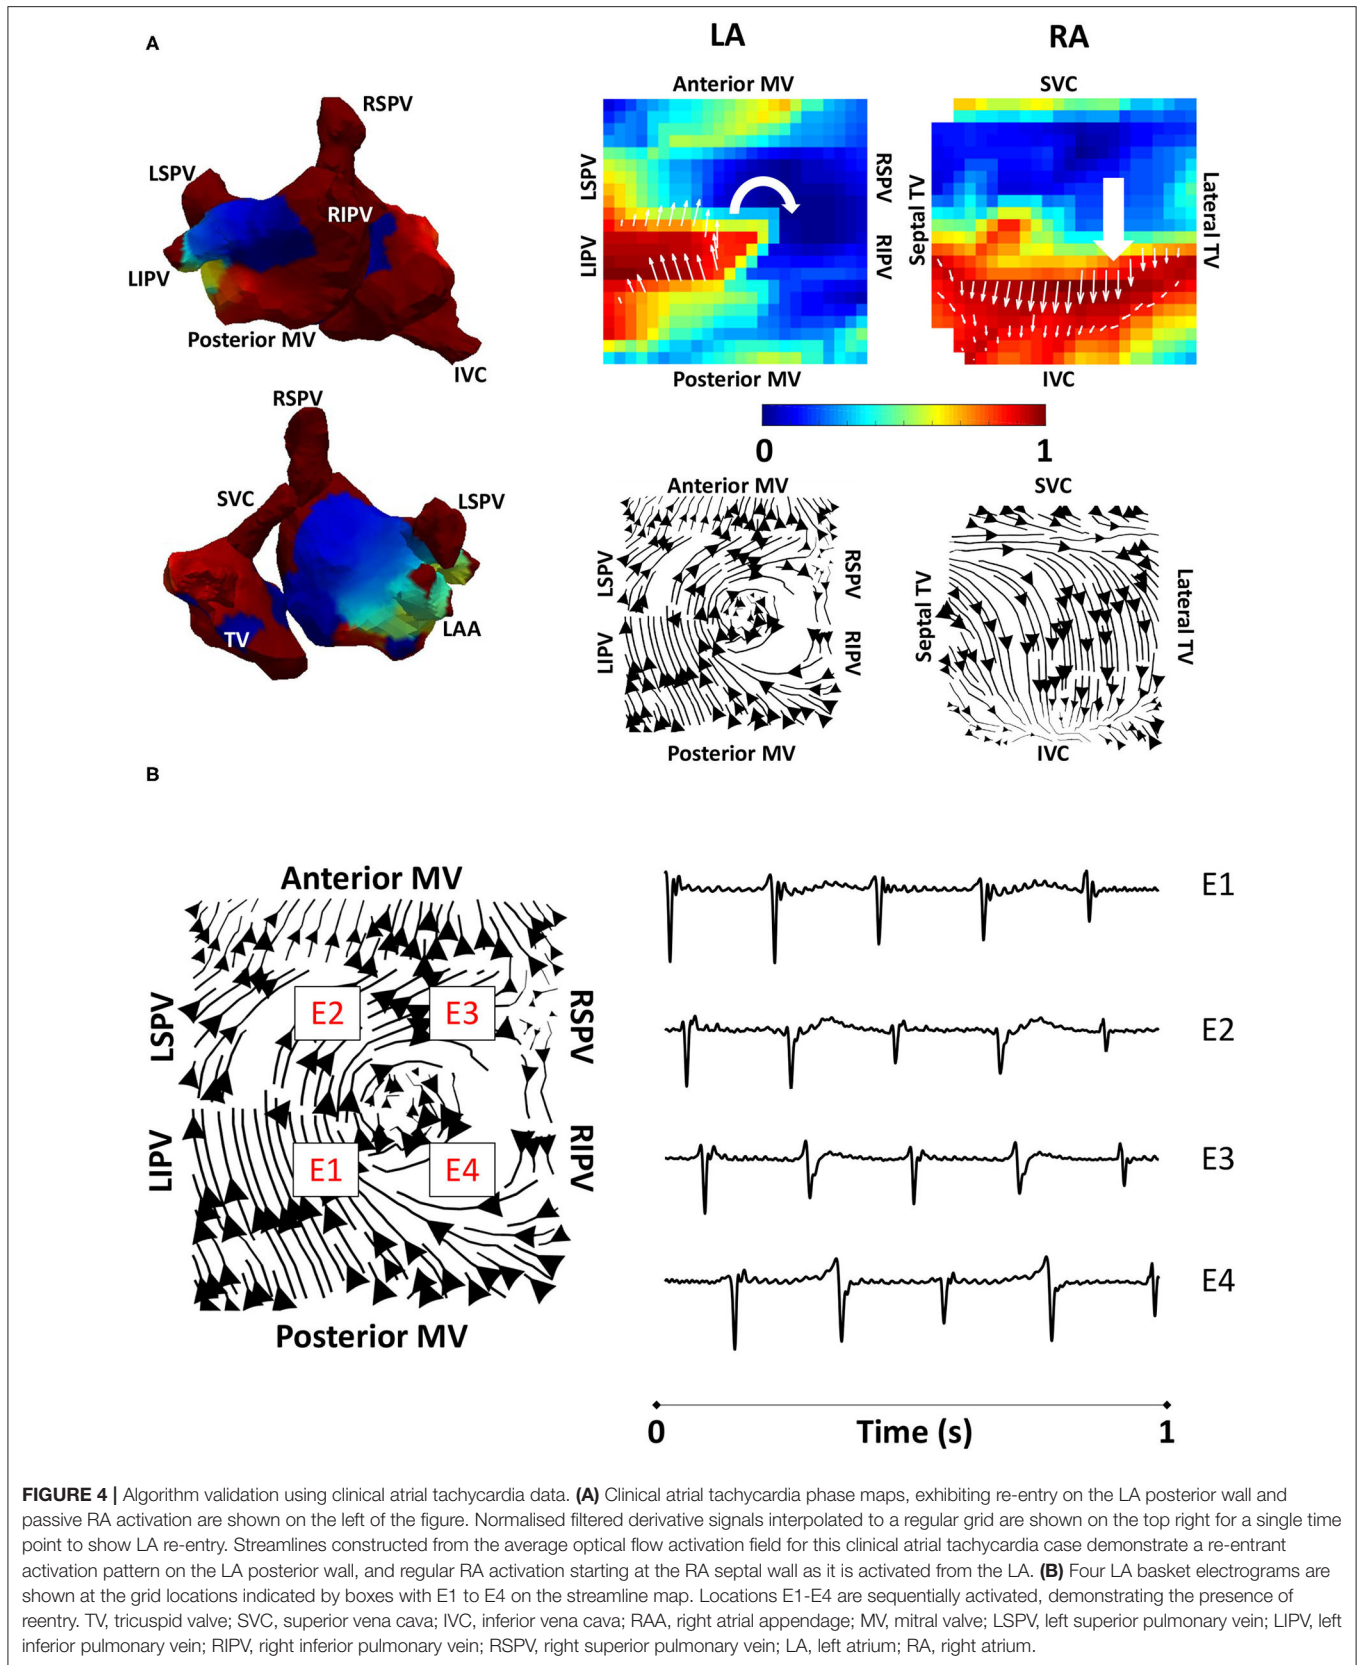 A
LA
RA
RSPV
LSPV
RIPV
LIPV
Posterior MV
IVC
Anterior MV
LSPV
LIPV
RSPV
RIPV
Posterior MV
SVC
Septal TV
Lateral TV
IVC
0
1
RSPV
SVC
LSPV
TV
LAA
Anterior MV
LSPV
LIPV
RSPV
RIPV
Posterior MV
SVC
Septal TV
Lateral TV
IVC
B
Anterior MV
LSPV
LIPV
E2
E3
E1
E4
RSPV
RIPV
Posterior MV
E1
E2
E3
E4
0
Time (s)
1
FIGURE 4 | Algorithm validation using clinical atrial tachycardia data. (A) Clinical atrial tachycardia phase maps, exhibiting re-entry on the LA posterior wall and
passive RA activation are shown on the left of the figure. Normalised filtered derivative signals interpolated to a regular grid are shown on the top right for a single time
point to show LA re-entry. Streamlines constructed from the average optical flow activation field for this clinical atrial tachycardia case demonstrate a re-entrant
activation pattern on the LA posterior wall, and regular RA activation starting at the RA septal wall as it is activated from the LA. (B) Four LA basket electrograms are
shown at the grid locations indicated by boxes with E1 to E4 on the streamline map. Locations E1-E4 are sequentially activated, demonstrating the presence of
reentry. TV, tricuspid valve; SVC, superior vena cava; IVC, inferior vena cava; RAA, right atrial appendage; MV, mitral valve; LSPV, left superior pulmonary vein; LIPV, left
inferior pulmonary vein; RIPV, right inferior pulmonary vein; RSPV, right superior pulmonary vein; LA, left atrium; RA, right atrium.